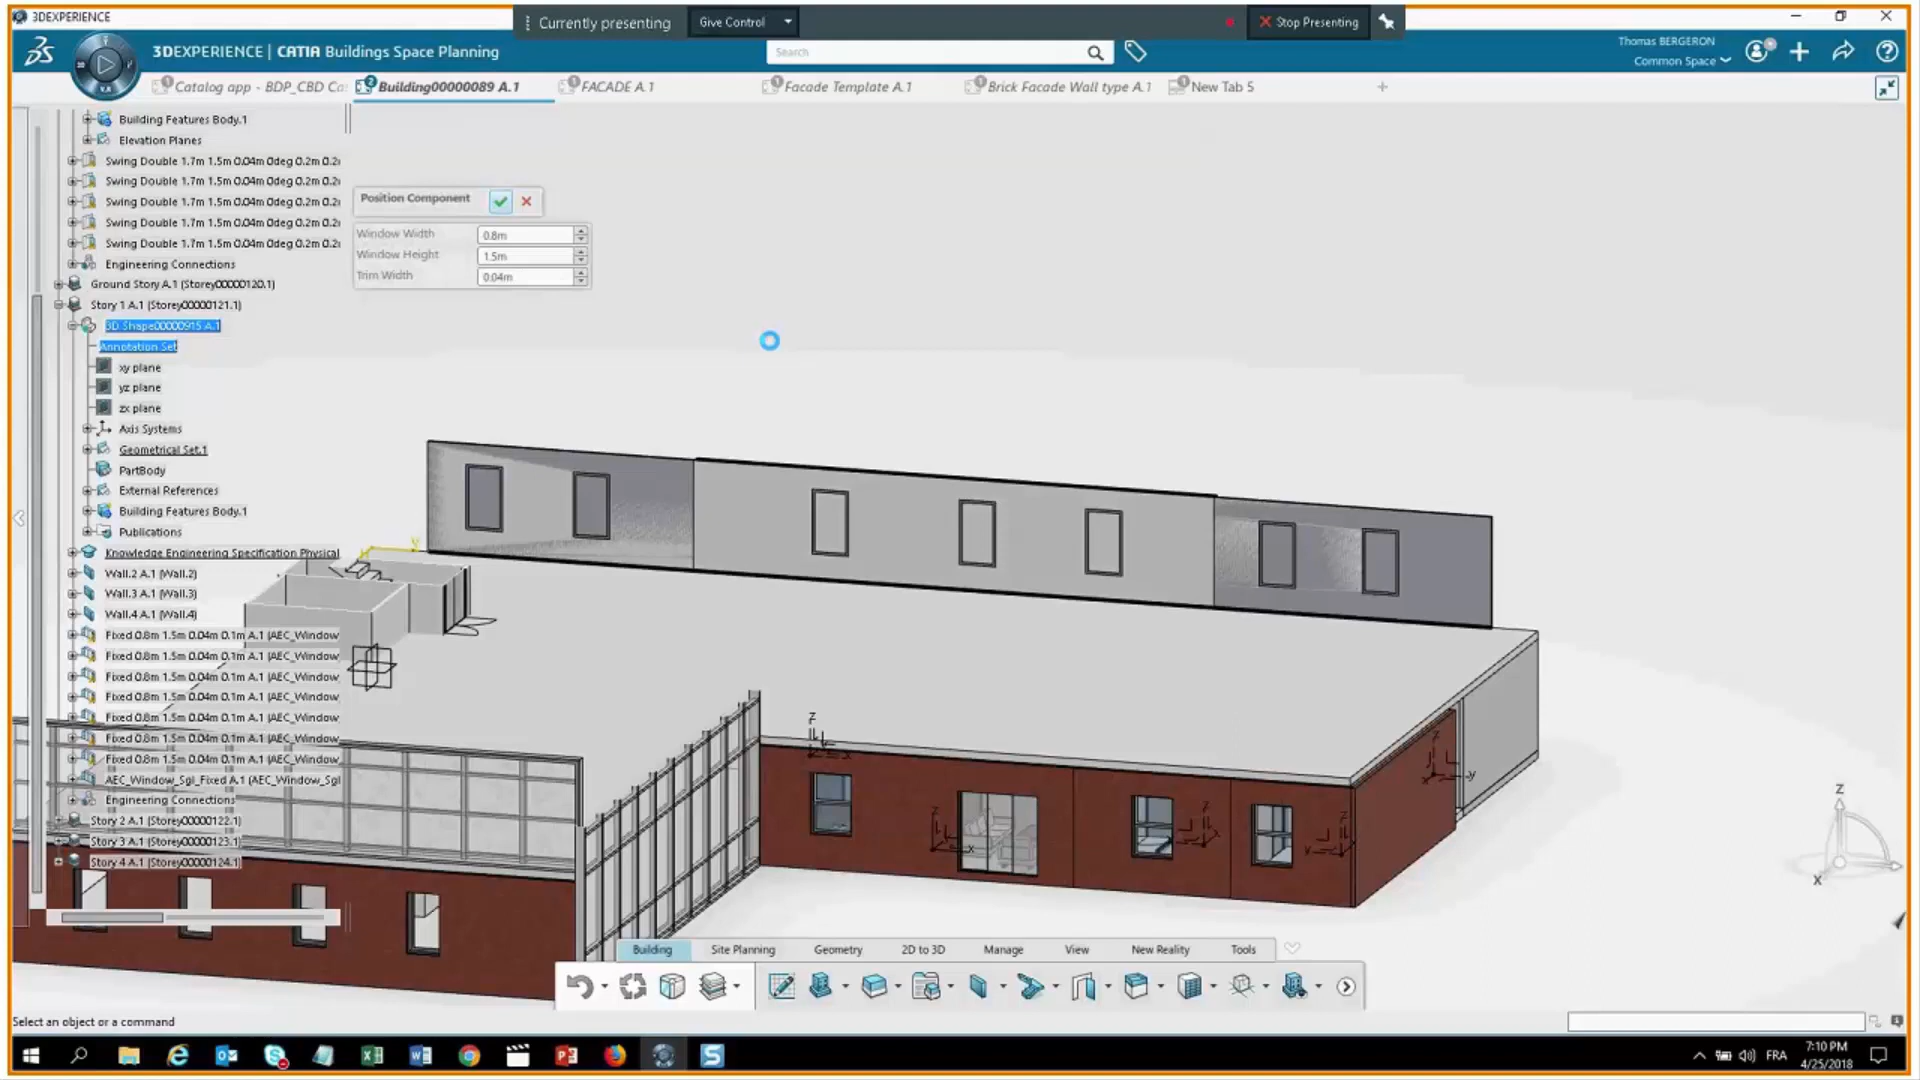 3DEXPERIENCE
Currently presenting
Give Control
Stop Presenting
3DEXPERIENCE | CATIA Buildings Space Planning
Search
Thomas BERGERON
Common Space
Catalog app - BDP_CBD Ca
Building00000089 A.1
FACADE A.1
Facade Template A.1
Brick Facade Wall type A.1
New Tab 5
Building Features Body.1
Elevation Planes
Swing Double 1.7m 1.5m 0.04m 0deg 0.2m 0.2
Swing Double 1.7m 1.5m 0.04m 0deg 0.2m 0.2
Swing Double 1.7m 1.5m 0.04m 0deg 0.2m 0.2
Swing Double 1.7m 1.5m 0.04m 0deg 0.2m 0.2
Swing Double 1.7m 1.5m 0.04m 0deg 0.2m 0.2
Engineering Connections
Ground Story A.1 (Storey00000120.1)
Story 1 A.1 (Storey00000121.1)
3D Shape00000915 A.1
Annotation Set
xy plane
yz plane
zx plane
Axis Systems
Geometrical Set.1
PartBody
External References
Building Features Body.1
Publications
Knowledge Engineering Specification Physical
Wall.2 A.1 (Wall.2)
Wall.3 A.1 (Wall.3)
Wall.4 A.1 (Wall.4)
Fixed 0.8m 1.5m 0.04m 0.1m A.1 (AEC_Window
Fixed 0.8m 1.5m 0.04m 0.1m A.1 (AEC_Window
Fixed 0.8m 1.5m 0.04m 0.1m A.1 (AEC_Window
Fixed 0.8m 1.5m 0.04m 0.1m A.1 (AEC_Window
Fixed 0.8m 1.5m 0.04m 0.1m A.1 (AEC_Window
Fixed 0.8m 1.5m 0.04m 0.1m A.1 (AEC_Window
Fixed 0.8m 1.5m 0.04m 0.1m A.1 (AEC_Window
AEC_Window_Sgl_Fixed A.1 (AEC_Window_Sgl
Engineering Connections
Story 2 A.1 (Storey00000122.1)
Story 3 A.1 (Storey00000123.1)
Story 4 A.1 (Storey00000124.1)
Position Component
Window Width 0.8m
Window Height 1.5m
Trim Width 0.04m
Z
X
Building
Site Planning
Geometry
2D to 3D
Manage
View
New Reality
Tools
Select an object or a command
FRA
7:10 PM
4/25/2018